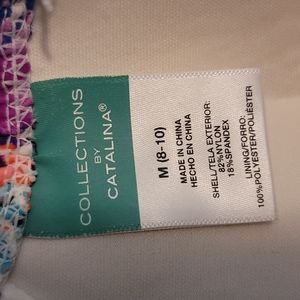 COLLECTIONS
BY
CATALINA®
M (8-10)
MADE IN CHINA
HECHO EN CHINA
SHELL/TELA EXTERIOR:
82%NYLON
18%SPANDEX
LINING/FORRO:
100%POLYESTER/POLIÉSTER